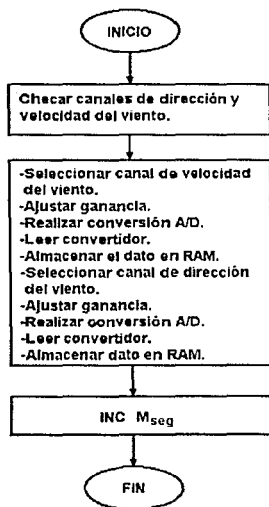 INICIO
Checar canales de dirección y
velocidad del viento.
-Seleccionar canal de velocidad
del viento.
-Ajustar ganancia.
-Realizar conversión A/D.
-Leer convertidor.
-Almacenar el dato en RAM.
-Seleccionar canal de dirección
del viento.
-Ajustar ganancia.
-Realizar conversión A/D.
-Leer convertidor.
-Almacenar dato en RAM.
INC Mseg
FIN